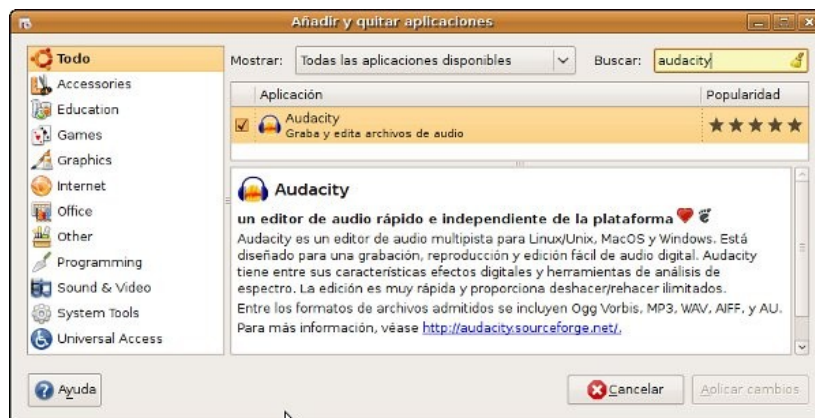 Añadir y quitar aplicaciones
Todo
Accessories
Education
Games
Graphics
Internet
Office
Other
Programming
Sound & Video
System Tools
Universal Access
Mostrar: Todas las aplicaciones disponibles Buscar: audacity
Aplicación Popularidad
Audacity
Graba y edita archivos de audio
Audacity
un editor de audio rápido e independiente de la plataforma
Audacity es un editor de audio multipista para Linux/Unix, MacOS y Windows. Está
diseñado para una grabación, reproducción y edición fácil de audio digital. Audacity
tiene entre sus características efectos digitales y herramientas de análisis de
espectro. La edición es muy rápida y proporciona deshacer/rehacer ilimitados.
Entre los formatos de archivos admitidos se incluyen Ogg Vorbis, MP3, WAV, AIFF, y AU.
Para más información, véase http://audacity.sourceforge.net/.
Ayuda Cancelar Aplicar cambios